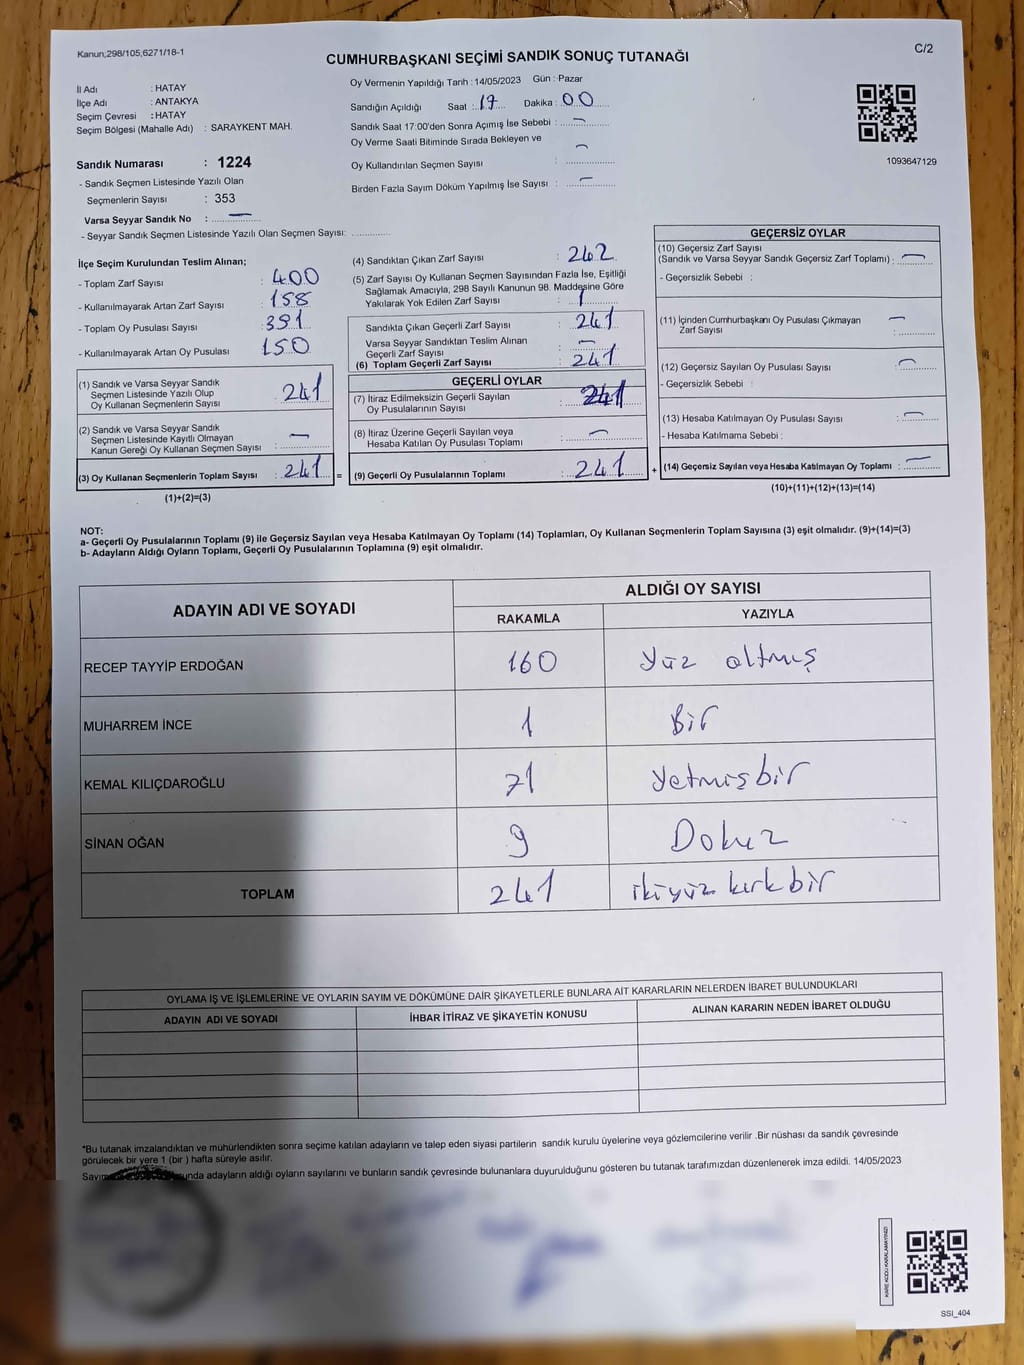 Kanun;298/105,6271/18-1
C/2
CUMHURBAŞKANI SEÇİMİ SANDIK SONUÇ TUTANAĞI
İl Adı : HATAY
İlçe Adı : ANTAKYA
Seçim Çevresi : HATAY
Seçim Bölgesi (Mahalle Adı) : SARAYKENT MAH.
Sandık Numarası : 1224
- Sandık Seçmen Listesinde Yazılı Olan
Seçmenlerin Sayısı : 353
Varsa Seyyar Sandık No : —
- Seyyar Sandık Seçmen Listesinde Yazılı Olan Seçmen Sayısı: ..............
Oy Vermenin Yapıldığı Tarih : 14/05/2023 Gün : Pazar
Sandığın Açıldığı Saat : 17 Dakika : 00
Sandık Saat 17:00'den Sonra Açımış İse Sebebi : —
Oy Verme Saati Bitiminde Sırada Bekleyen ve
Oy Kullandırılan Seçmen Sayısı : —
Birden Fazla Sayım Döküm Yapılmış İse Sayısı : —
1093647129
İlçe Seçim Kurulundan Teslim Alınan;
- Toplam Zarf Sayısı : 400
- Kullanılmayarak Artan Zarf Sayısı : 158
- Toplam Oy Pusulası Sayısı : 391
- Kullanılmayarak Artan Oy Pusulası : 150
(1) Sandık ve Varsa Seyyar Sandık
Seçmen Listesinde Yazılı Olup
Oy Kullanan Seçmenlerin Sayısı : 241
(2) Sandık ve Varsa Seyyar Sandık
Seçmen Listesinde Kayıtlı Olmayan
Kanun Gereği Oy Kullanan Seçmen Sayısı : —
(3) Oy Kullanan Seçmenlerin Toplam Sayısı : 241 =
(1)+(2)=(3)
(4) Sandıktan Çıkan Zarf Sayısı : 242
(5) Zarf Sayısı Oy Kullanan Seçmen Sayısından Fazla İse, Eşitliği
Sağlamak Amacıyla, 298 Sayılı Kanunun 98. Maddesine Göre
Yakılarak Yok Edilen Zarf Sayısı : 1
Sandıkta Çıkan Geçerli Zarf Sayısı : 241
Varsa Seyyar Sandıktan Teslim Alınan
Geçerli Zarf Sayısı : —
(6) Toplam Geçerli Zarf Sayısı : 241
GEÇERLİ OYLAR
(7) İtiraz Edilmeksizin Geçerli Sayılan
Oy Pusulalarının Sayısı : 241
(8) İtiraz Üzerine Geçerli Sayılan veya
Hesaba Katılan Oy Pusulası Toplamı : —
(9) Geçerli Oy Pusulalarının Toplamı : 241 +
GEÇERSİZ OYLAR
(10) Geçersiz Zarf Sayısı
(Sandık ve Varsa Seyyar Sandık Geçersiz Zarf Toplamı) : —
- Geçersizlik Sebebi :
(11) İçinden Cumhurbaşkanı Oy Pusulası Çıkmayan
Zarf Sayısı : —
(12) Geçersiz Sayılan Oy Pusulası Sayısı : —
- Geçersizlik Sebebi :
(13) Hesaba Katılmayan Oy Pusulası Sayısı : —
- Hesaba Katılmama Sebebi :
(14) Geçersiz Sayılan veya Hesaba Katılmayan Oy Toplamı : —
(10)+(11)+(12)+(13)=(14)
NOT:
a- Geçerli Oy Pusulalarının Toplamı (9) ile Geçersiz Sayılan veya Hesaba Katılmayan Oy Toplamı (14) Toplamları, Oy Kullanan Seçmenlerin Toplam Sayısına (3) eşit olmalıdır. (9)+(14)=(3)
b- Adayların Aldığı Oyların Toplamı, Geçerli Oy Pusulalarının Toplamına (9) eşit olmalıdır.
ADAYIN ADI VE SOYADI
ALDIĞI OY SAYISI
RAKAMLA YAZIYLA
RECEP TAYYİP ERDOĞAN 160 Yüz altmış
MUHARREM İNCE 1 Bir
KEMAL KILIÇDAROĞLU 71 Yetmişbir
SİNAN OĞAN 9 Dokuz
TOPLAM 241 ikiyüz kırkbir
OYLAMA İŞ VE İŞLEMLERİNE VE OYLARIN SAYIM VE DÖKÜMÜNE DAİR ŞİKAYETLERLE BUNLARA AİT KARARLARIN NELERDEN İBARET BULUNDUKLARI
ADAYIN ADI VE SOYADI İHBAR İTİRAZ VE ŞİKAYETİN KONUSU ALINAN KARARIN NEDEN İBARET OLDUĞU
*Bu tutanak imzalandıktan ve mühürlendikten sonra seçime katılan adayların ve talep eden siyasi partilerin sandık kurulu üyelerine veya gözlemcilerine verilir .Bir nüshası da sandık çevresinde
görülecek bir yere 1 (bir ) hafta süreyle asılır.
adayların aldığı oyların sayılarını ve bunların sandık çevresinde bulunanlara duyurulduğunu gösteren bu tutanak tarafımızdan düzenlenerek imza edildi. 14/05/2023
KARE KODU KARALAMAYINIZ!
SSI_404